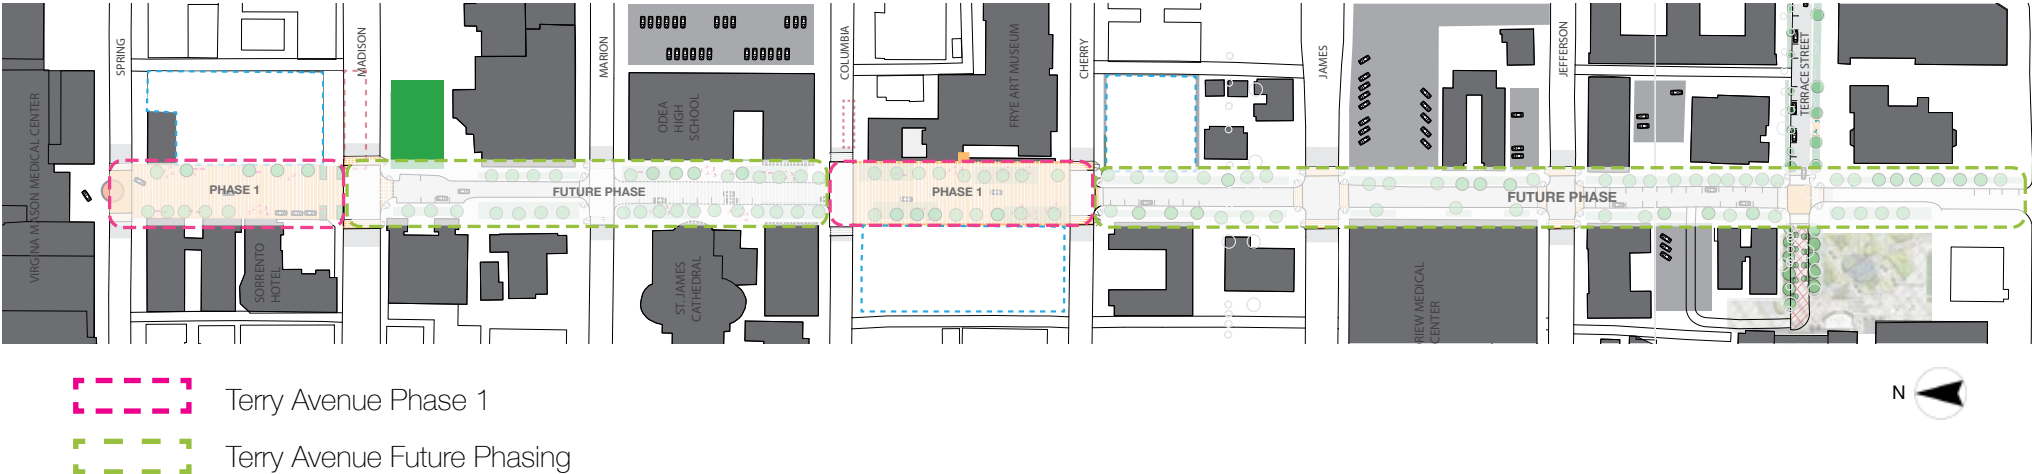 SPRING
MADISON
MARION
COLUMBIA
CHERRY
JAMES
JEFFERSON
TERRACE STREET
VIRGINIA MASON MEDICAL CENTER
ODEA
HIGH
SCHOOL
FRYE ART MUSEUM
PHASE 1
FUTURE PHASE
PHASE 1
FUTURE PHASE
SORRENTO
HOTEL
ST. JAMES
CATHEDRAL
RIEW MEDICAL
CENTER
Terry Avenue Phase 1
N
Terry Avenue Future Phasing